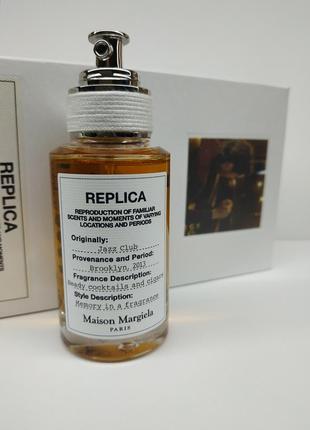 REPLICA
REPRODUCTION OF FAMILIAR
SCENTS AND MOMENTS OF VARYING
LOCATIONS AND PERIODS
Originally:
Jazz Club
Provenance and Period:
Brooklyn, 2013
Fragrance Description:
Heady cocktails and cigars
Style Description:
Memory in a fragrance
Maison Margiela
PARIS
REPLICA